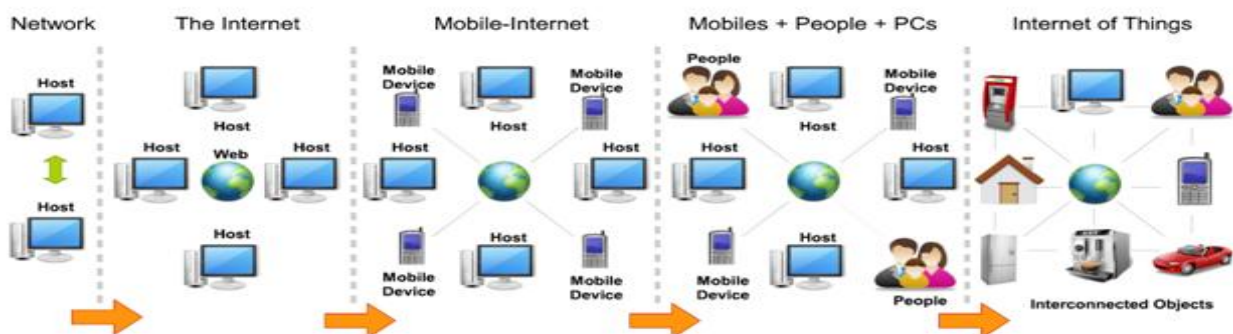 Network
The Internet
Mobile-Internet
Mobiles + People + PCs
Internet of Things
Host
Host
Host
Host
Web
Host
Host
Mobile
Device
Mobile
Device
Host
Host
Host
Host
Mobile
Device
Mobile
Device
People
Mobile
Device
Host
Host
Host
Host
Mobile
Device
People
Interconnected Objects